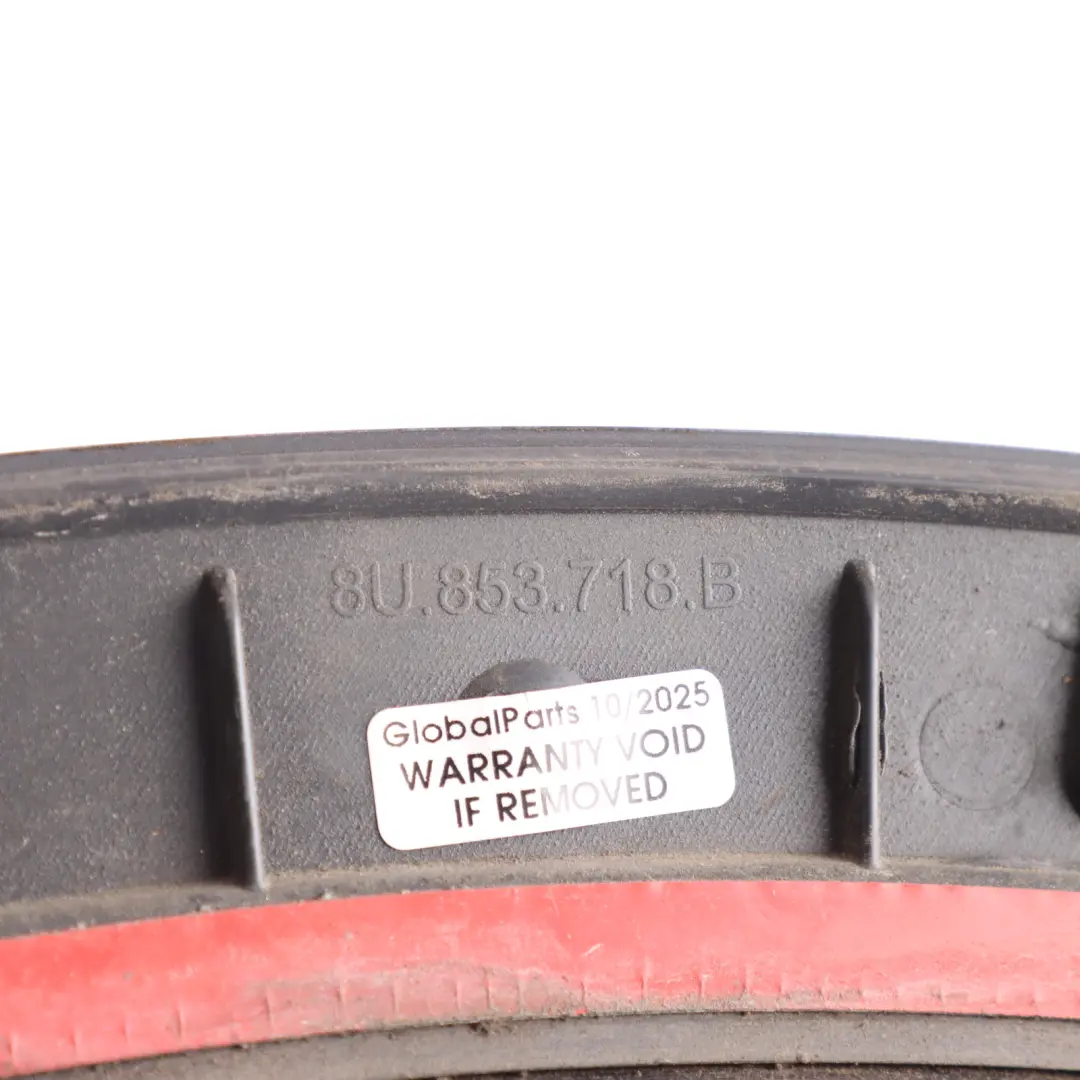 8U.853.718.B
GlobalParts 10/2025
WARRANTY VOID
IF REMOVED